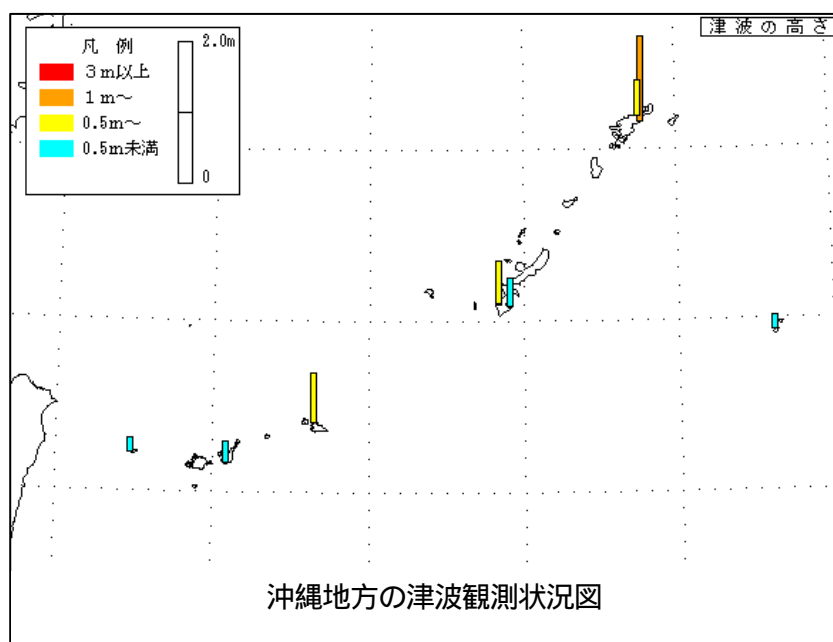 津波の高さ
凡 例
３ｍ以上
１ｍ～
0.5ｍ～
0.5ｍ未満
2.0ｍ
0
沖縄地方の津波観測状況図